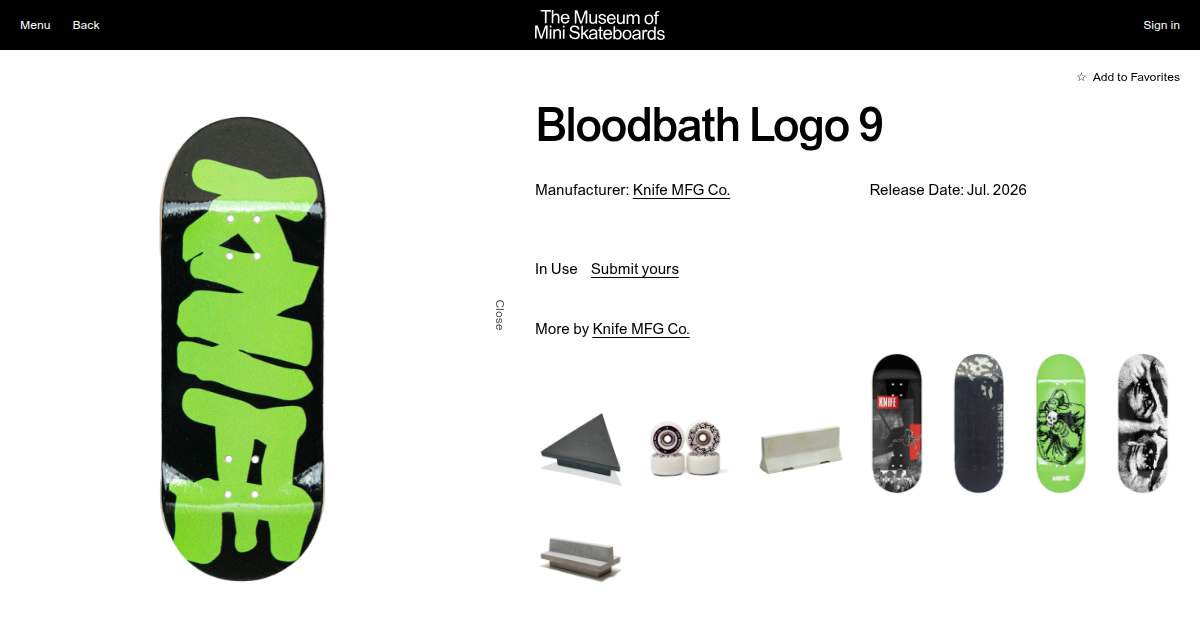 Menu
Back
The Museum of
Mini Skateboards
Sign in
☆ Add to Favorites
KNIFE
Bloodbath Logo 9
Manufacturer: Knife MFG Co.
Release Date: Jul. 2026
In Use
Submit yours
Close
More by Knife MFG Co.
KNIFE